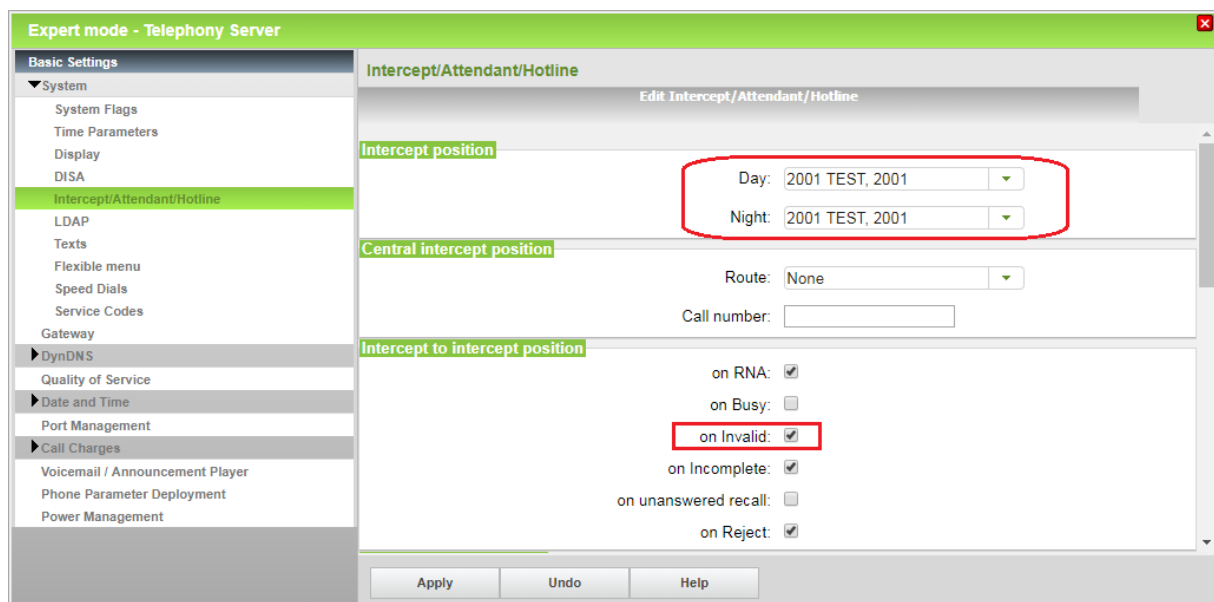 Expert mode - Telephony Server
Basic Settings
System
System Flags
Time Parameters
Display
DISA
Intercept/Attendant/Hotline
LDAP
Texts
Flexible menu
Speed Dials
Service Codes
Gateway
DynDNS
Quality of Service
Date and Time
Port Management
Call Charges
Voicemail / Announcement Player
Phone Parameter Deployment
Power Management
Intercept/Attendant/Hotline
Edit Intercept/Attendant/Hotline
Intercept position
Day: 2001 TEST, 2001
Night: 2001 TEST, 2001
Central intercept position
Route: None
Call number:
Intercept to intercept position
on RNA:
on Busy:
on Invalid:
on Incomplete:
on unanswered recall:
on Reject:
Apply Undo Help